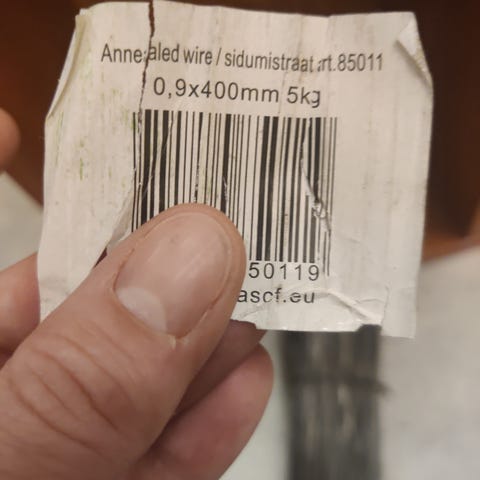 Annealed wire / sidumistraat art.85011
0,9x400mm 5kg
50119
ascf.eu